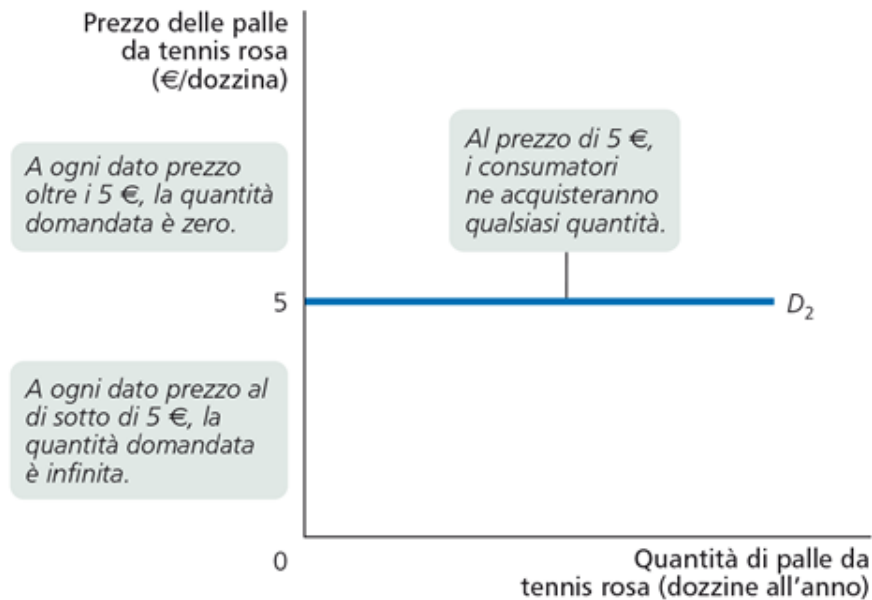 Prezzo delle palle
da tennis rosa
(€/dozzina)
A ogni dato prezzo
oltre i 5 €, la quantità
domandata è zero.
Al prezzo di 5 €,
i consumatori
ne acquisteranno
qualsiasi quantità.
5
D₂
A ogni dato prezzo al
di sotto di 5 €, la
quantità domandata
è infinita.
0
Quantità di palle da
tennis rosa (dozzine all'anno)